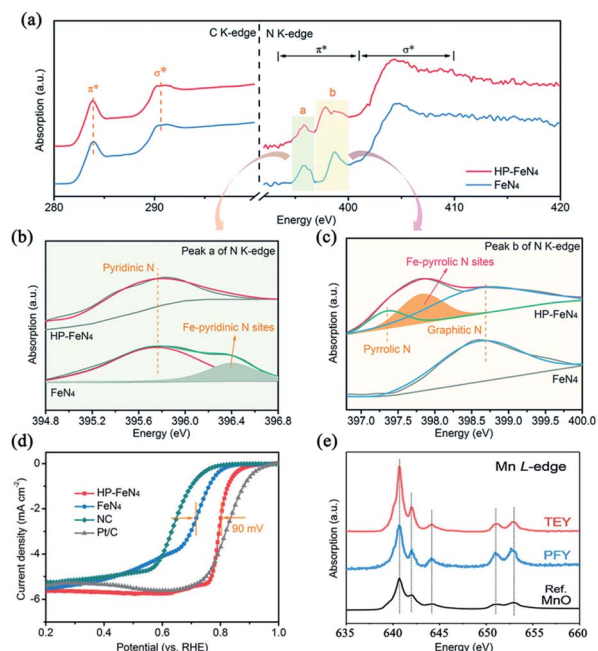 (a)
C K-edge
N K-edge
π*
σ*
π*
σ*
a
b
Absorption (a.u.)
HP-FeN₄
FeN₄
280
290
400
410
420
Energy (eV)
(b)
Peak a of N K-edge
Pyridinic N
HP-FeN₄
Fe-pyridinic N sites
FeN₄
Absorption (a.u.)
394.8
395.2
395.6
396.0
396.4
396.8
Energy (eV)
(c)
Peak b of N K-edge
Fe-pyrrolic N sites
HP-FeN₄
Pyrrolic N
Graphitic N
FeN₄
Absorption (a.u.)
397.0
397.5
398.0
398.5
399.0
399.5
400.0
Energy (eV)
(d)
HP-FeN₄
FeN₄
NC
Pt/C
90 mV
Current density (mA cm⁻²)
0
-2
-4
-6
-8
0.2
0.4
0.6
0.8
1.0
Potential (vs. RHE)
(e)
Mn L-edge
TEY
PFY
Ref.
MnO
Absorption (a.u.)
635
640
645
650
655
660
Energy (eV)